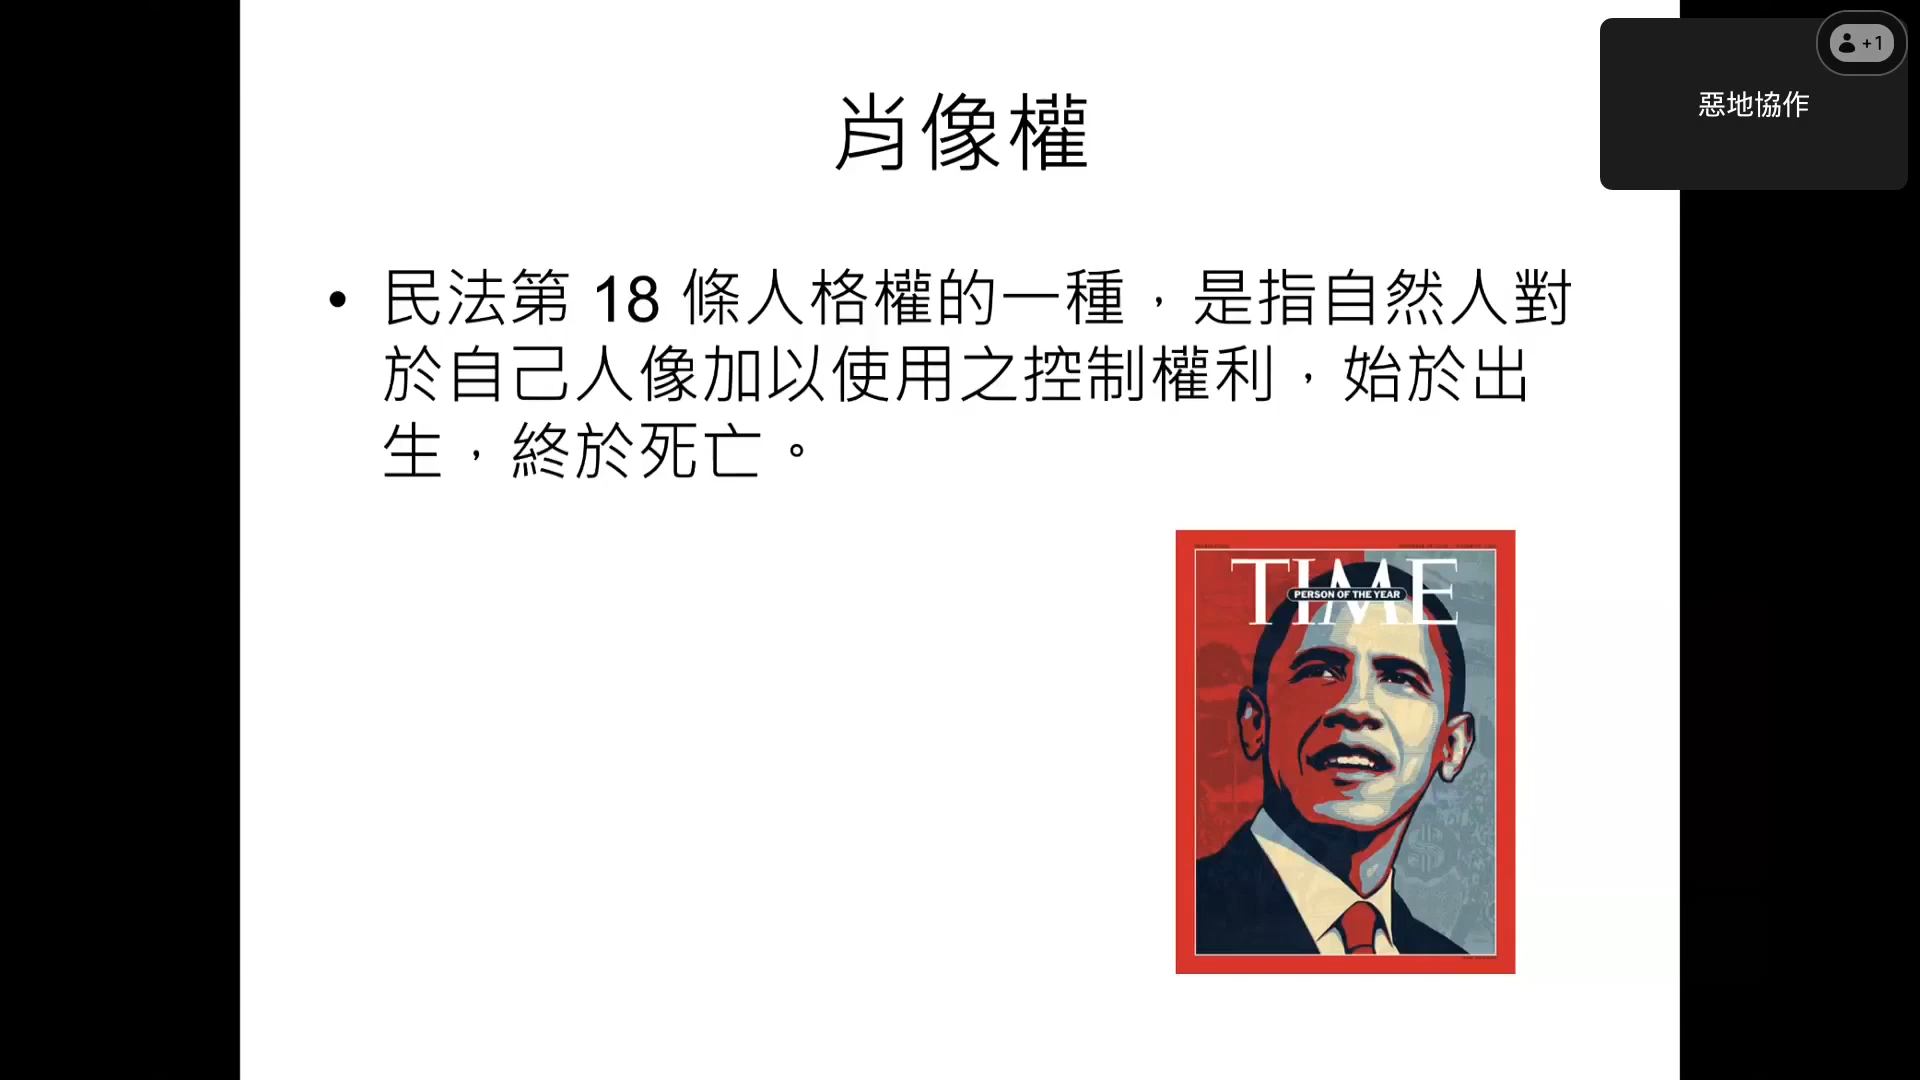 肖像權
+1
惡地協作
• 民法第 18 條人格權的一種，是指自然人對
於自己人像加以使用之控制權利，始於出
生，終於死亡。
TIME
PERSON OF THE YEAR